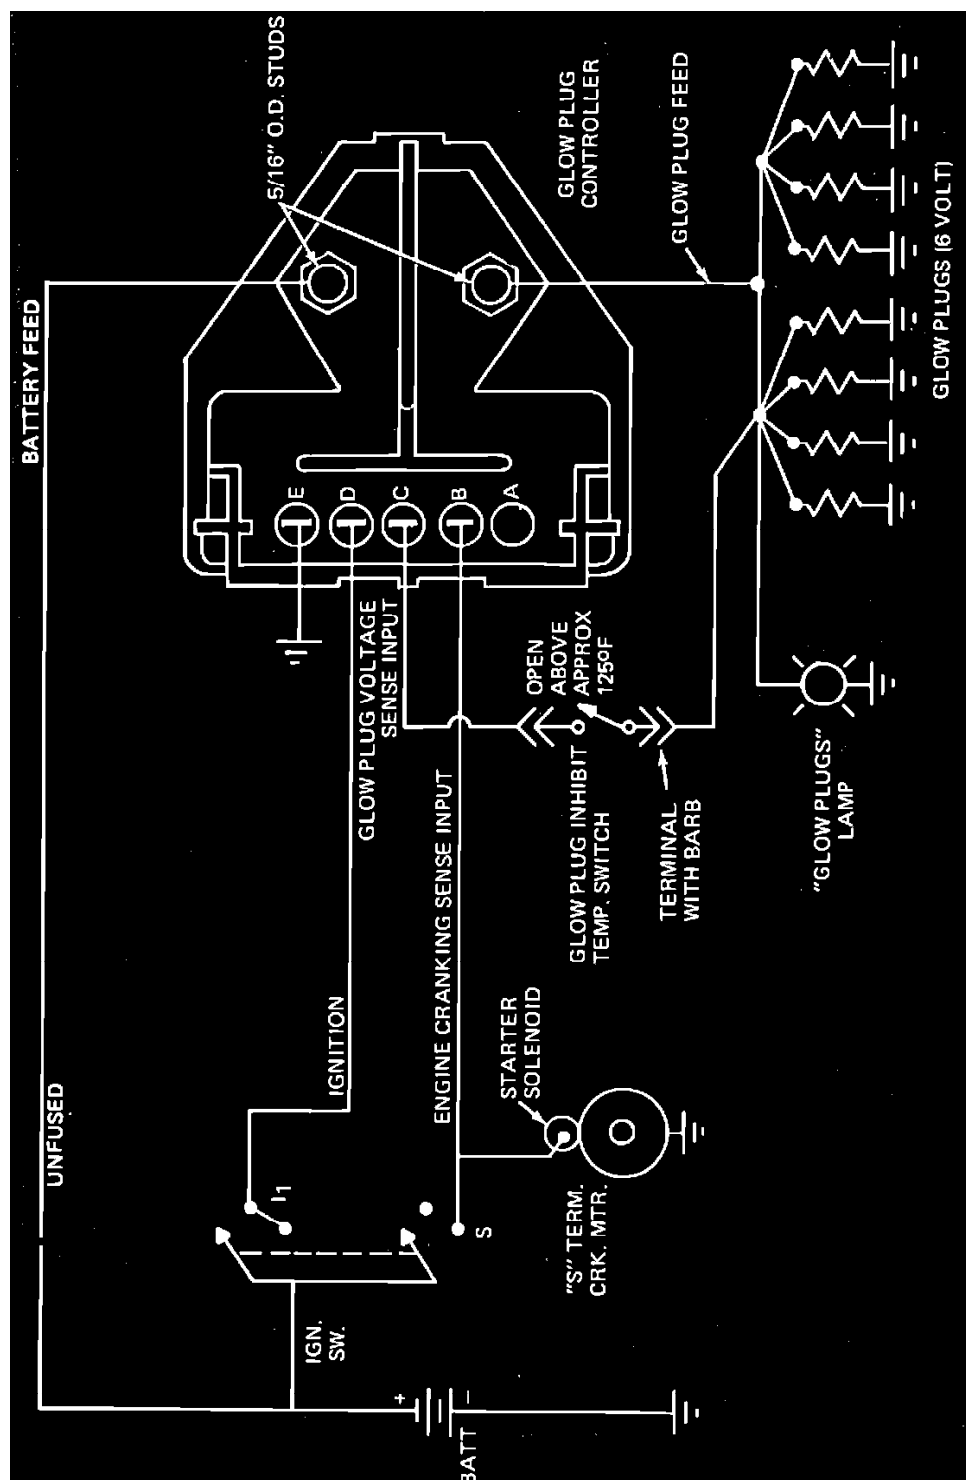 BATTERY FEED
UNFUSED
5/16" O.D. STUDS
GLOW PLUG
CONTROLLER
GLOW PLUG FEED
GLOW PLUGS (6 VOLT)
E
D
C
B
A
GLOW PLUG VOLTAGE
SENSE INPUT
OPEN
ABOVE
APPROX
125ºF
GLOW PLUG INHIBIT
TEMP. SWITCH
TERMINAL
WITH BARB
"GLOW PLUGS"
LAMP
IGNITION
ENGINE CRANKING SENSE INPUT
STARTER
SOLENOID
"S" TERM.
CRK. MTR.
I1
S
IGN.
SW.
+
−
BATT